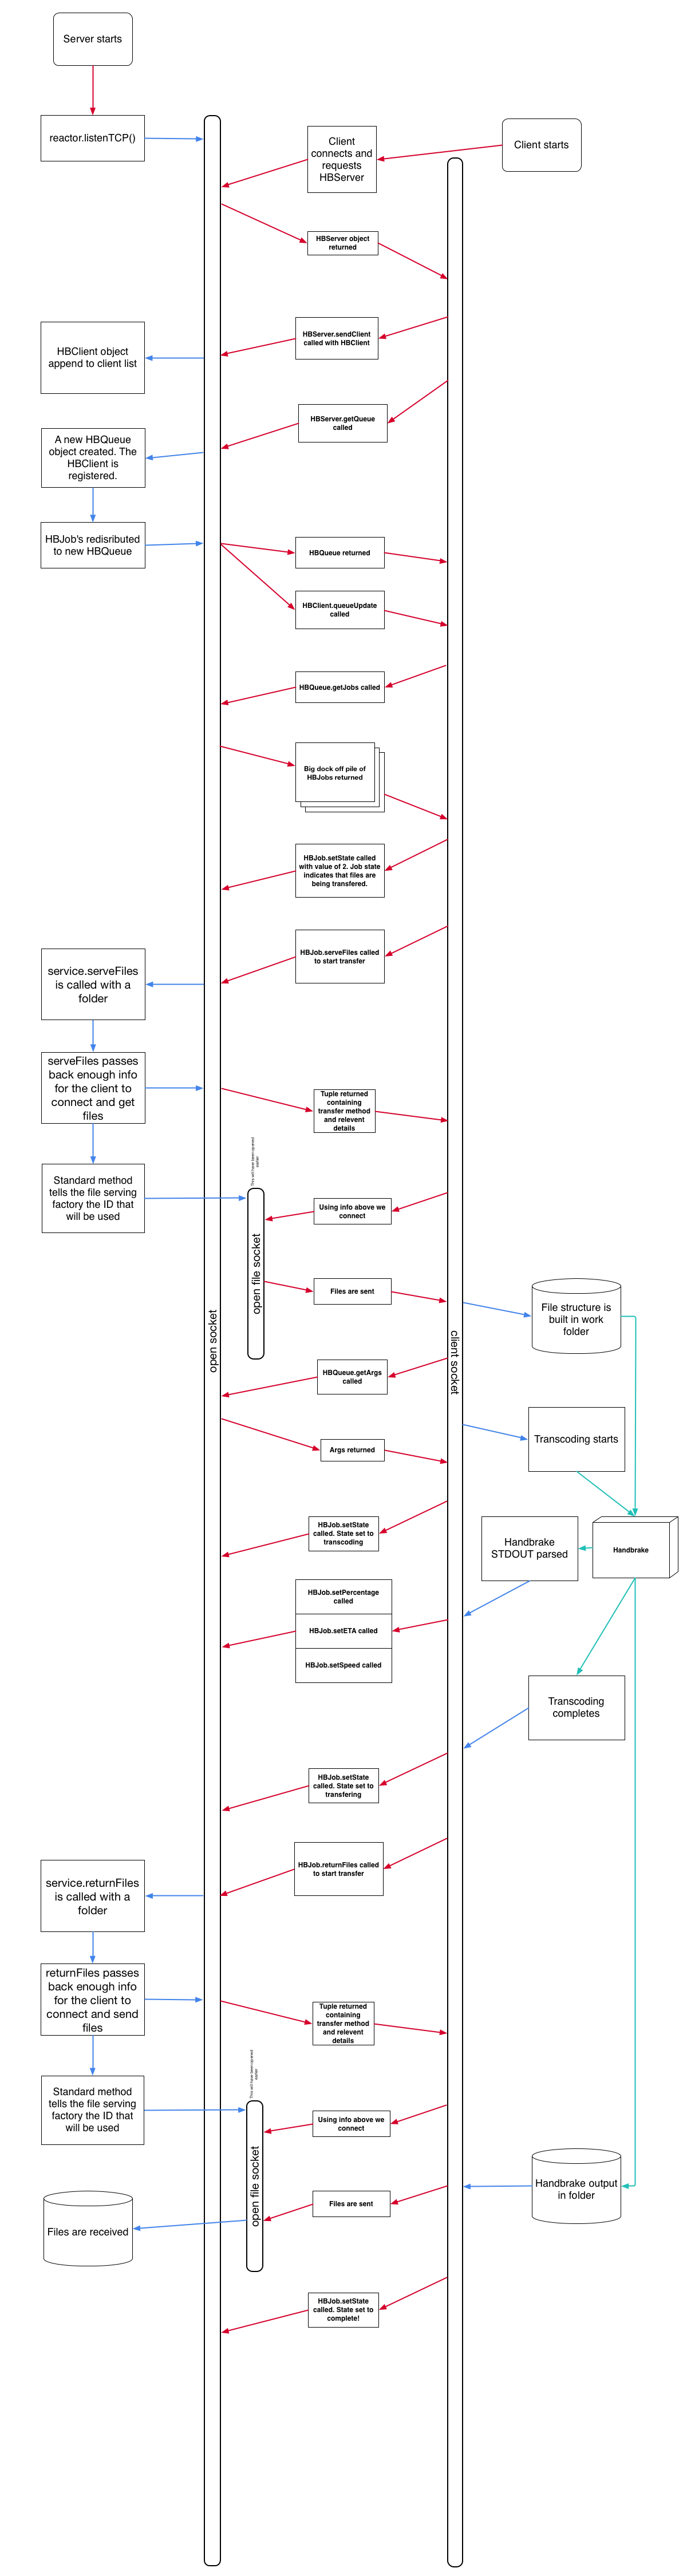 Server starts
reactor.listenTCP()
Client
connects and
requests
HBServer
Client starts
HBServer object
returned
HBServer.sendClient
called with HBClient
HBClient object
append to client list
HBServer.getQueue
called
A new HBQueue
object created. The
HBClient is
registered.
HBJob's redisributed
to new HBQueue
HBQueue returned
HBClient.queueUpdate
called
HBQueue.getJobs called
Big dock off pile of
HBJobs returned
HBJob.setState called
with value of 2. Job state
indicates that files are
being transfered.
HBJob.serveFiles called
to start transfer
service.serveFiles
is called with a
folder
serveFiles passes
back enough info
for the client to
connect and get
files
Tuple returned
containing
transfer method
and relevent
details
This will have been opened
earlier
Standard method
tells the file serving
factory the ID that
will be used
Using info above we
connect
open file socket
Files are sent
File structure is
built in work
folder
open socket
client socket
HBQueue.getArgs
called
Transcoding starts
Args returned
HBJob.setState
called. State set to
transcoding
Handbrake
STDOUT parsed
Handbrake
HBJob.setPercentage
called
HBJob.setETA called
HBJob.setSpeed called
Transcoding
completes
HBJob.setState
called. State set to
transfering
HBJob.returnFiles called
to start transfer
service.returnFiles
is called with a
folder
returnFiles passes
back enough info
for the client to
connect and send
files
Tuple returned
containing
transfer method
and relevent
details
This will have been opened
earlier
Standard method
tells the file serving
factory the ID that
will be used
Using info above we
connect
open file socket
Handbrake output
in folder
Files are sent
Files are received
HBJob.setState
called. State set to
complete!